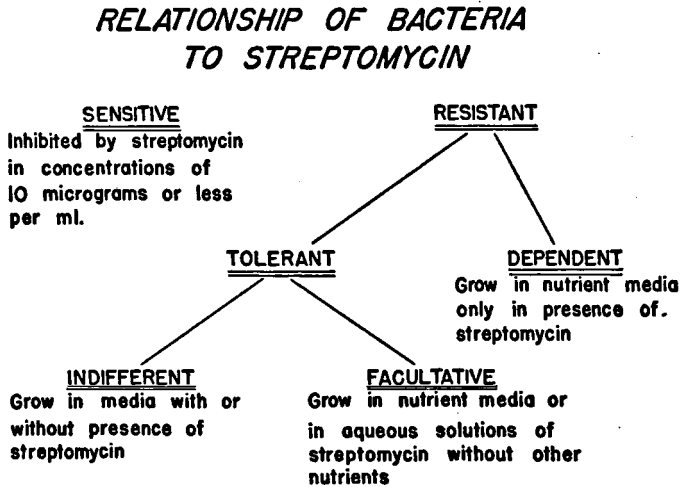 RELATIONSHIP OF BACTERIA
TO STREPTOMYCIN
SENSITIVE
Inhibited by streptomycin
in concentrations of
10 micrograms or less
per ml.
RESISTANT
TOLERANT
DEPENDENT
Grow in nutrient media
only in presence of.
streptomycin
INDIFFERENT
Grow in media with or
without presence of
streptomycin
FACULTATIVE
Grow in nutrient media or
in aqueous solutions of
streptomycin without other
nutrients